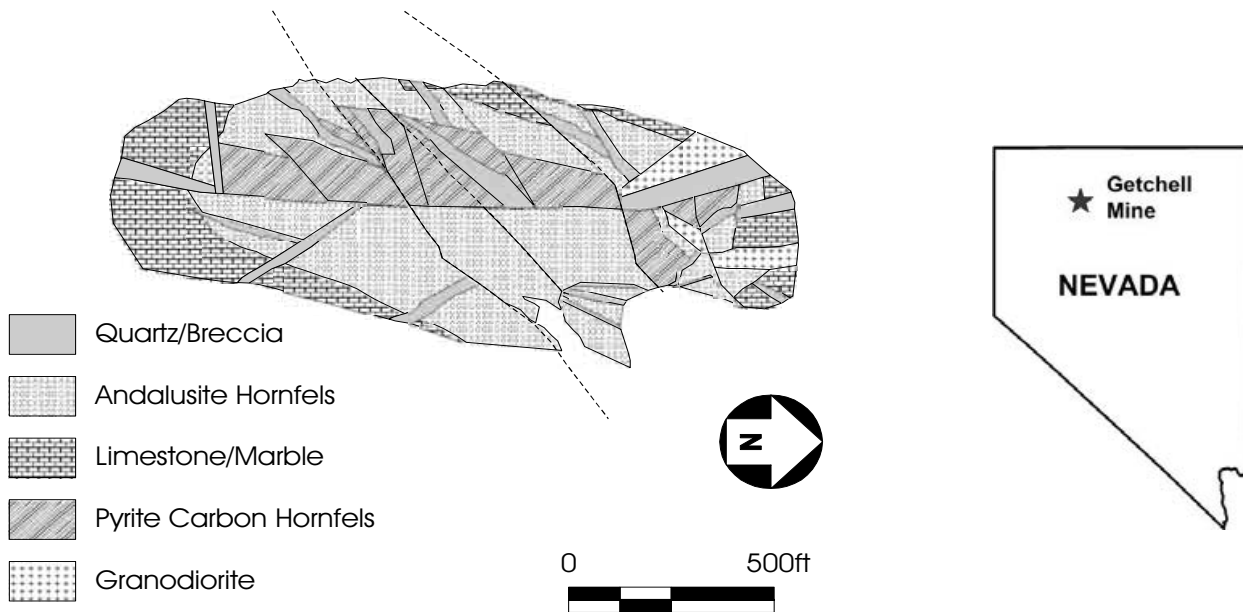 Getchell
Mine
NEVADA
Quartz/Breccia
Andalusite Hornfels
Limestone/Marble
Pyrite Carbon Hornfels
Granodiorite
N
0 500ft